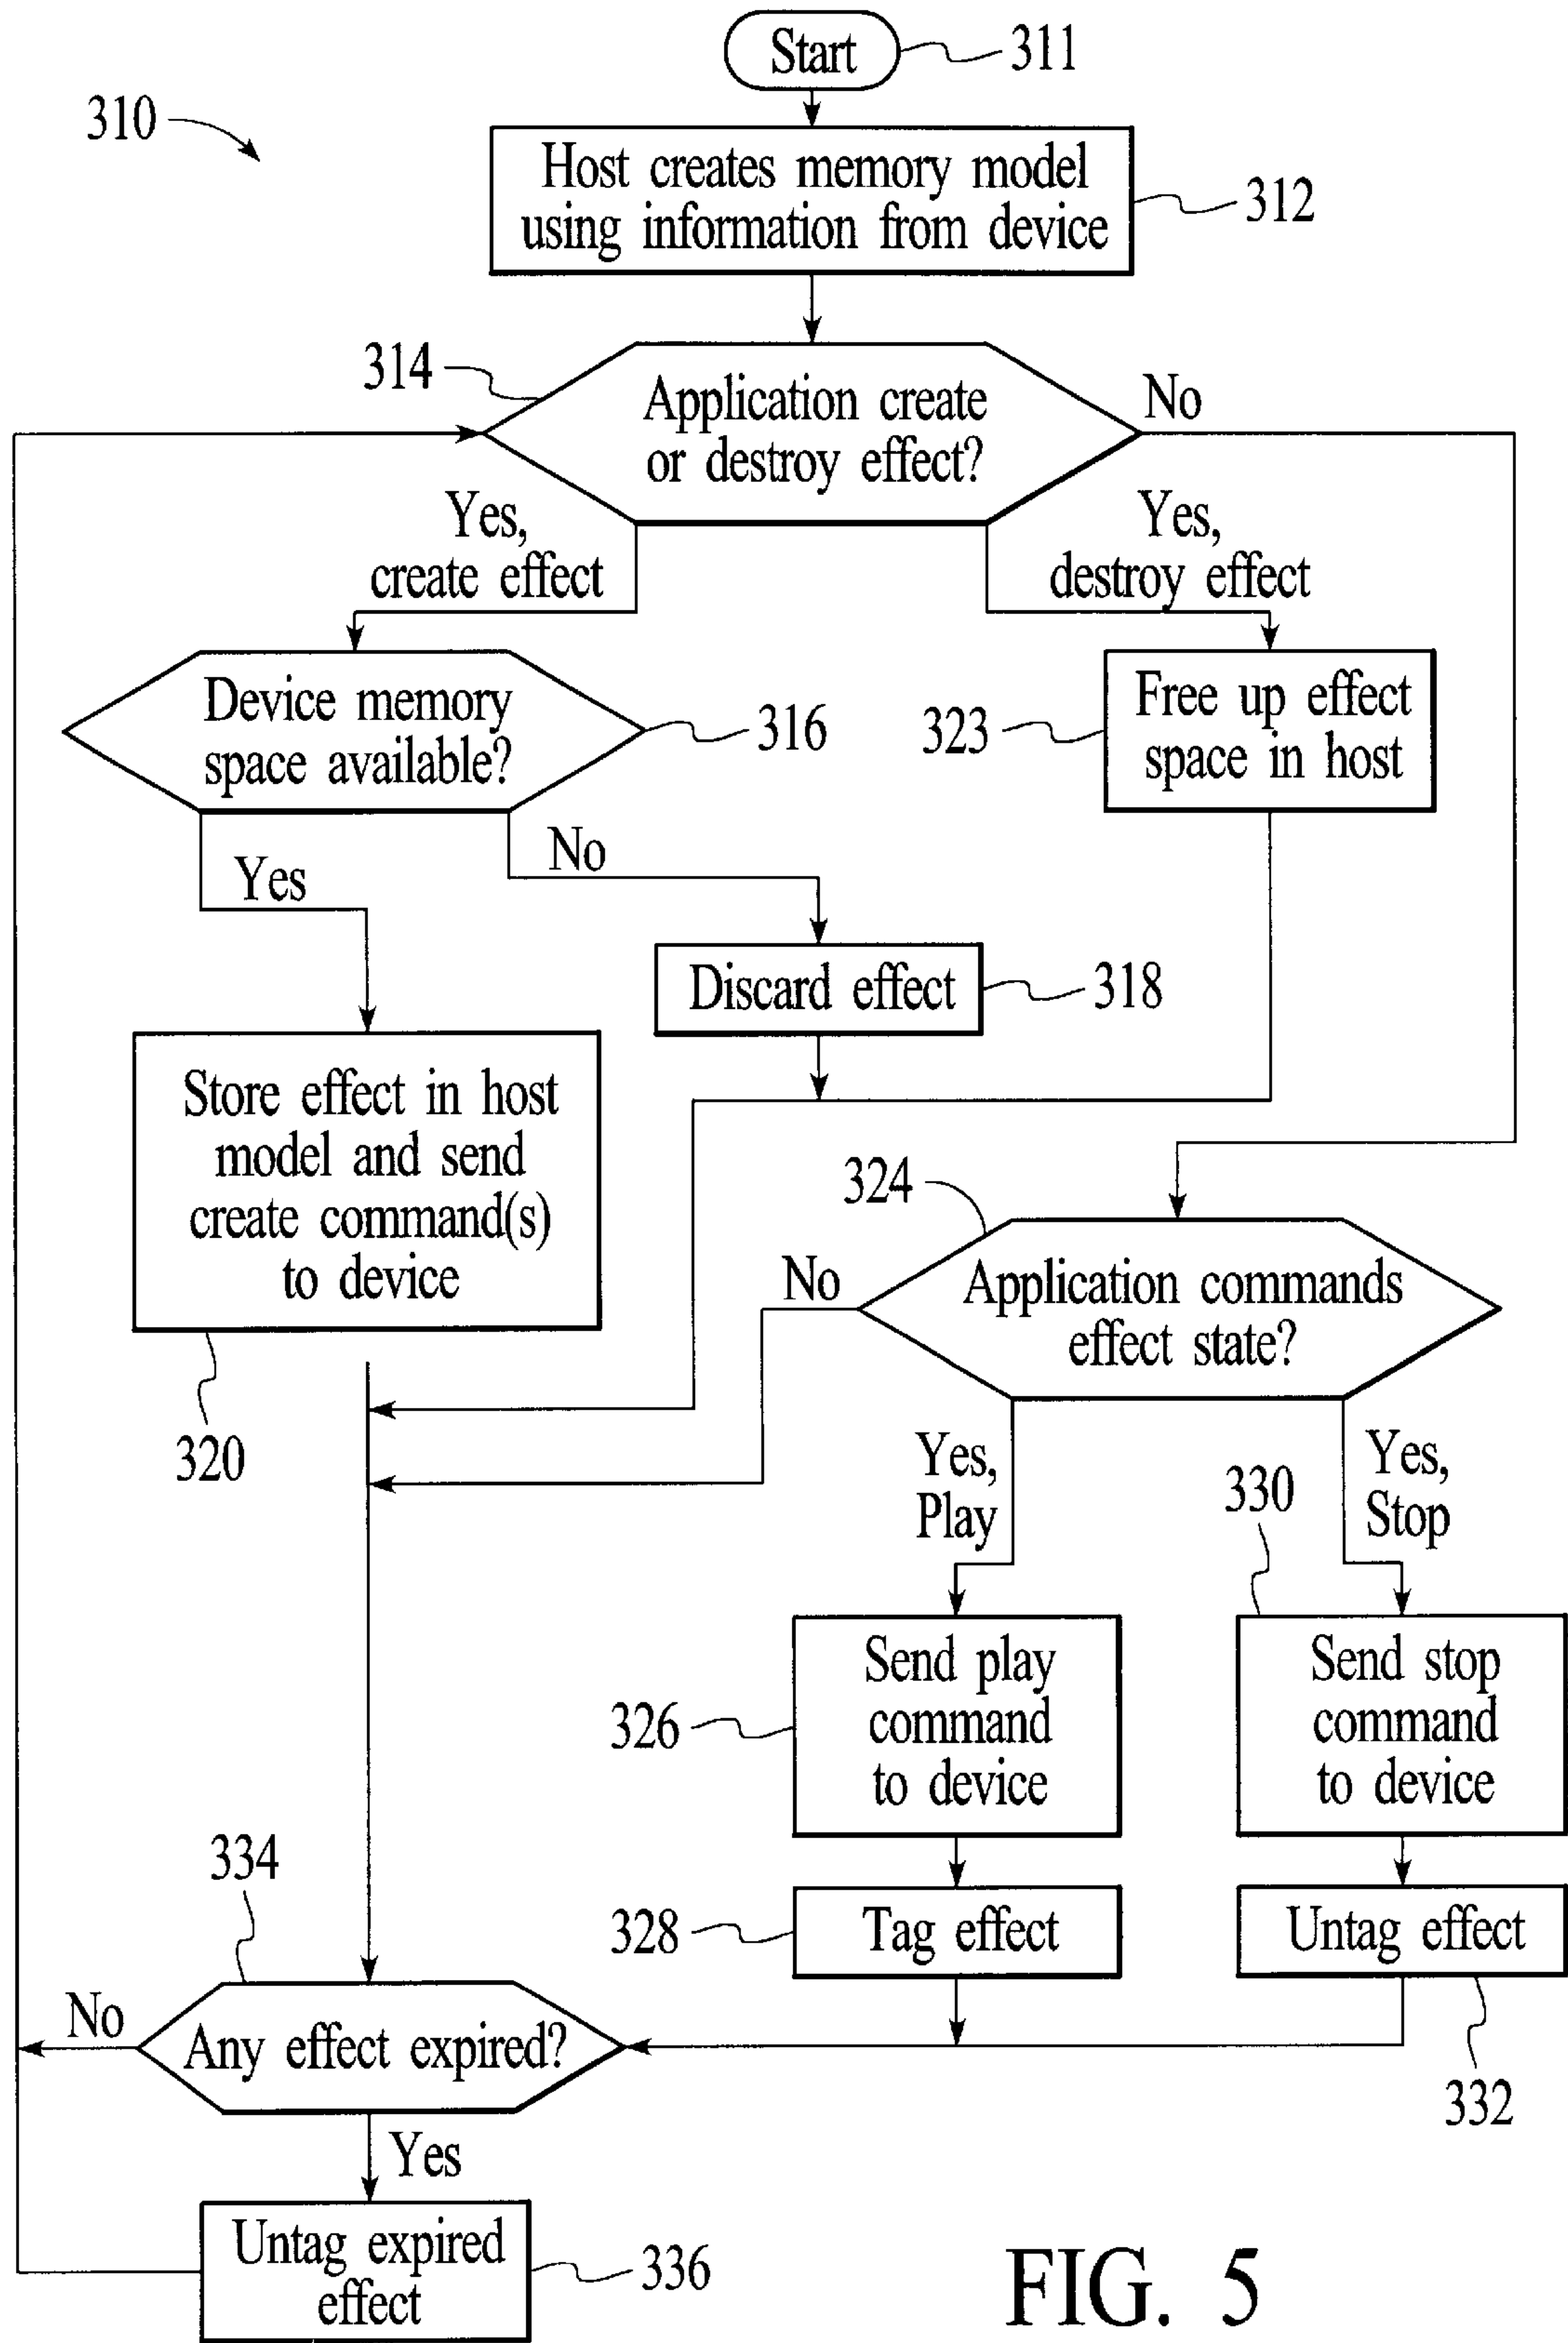 Start
311
310
Host creates memory model
using information from device
312
314
Application create
or destroy effect?
No
Yes,
create effect
Yes,
destroy effect
Device memory
space available?
316
323
Free up effect
space in host
Yes
No
Discard effect
318
Store effect in host
model and send
create command(s)
to device
320
324
No
Application commands
effect state?
Yes,
Play
330
Yes,
Stop
326
Send play
command
to device
Send stop
command
to device
334
328
Tag effect
Untag effect
No
Any effect expired?
332
Yes
Untag expired
effect
336
FIG. 5